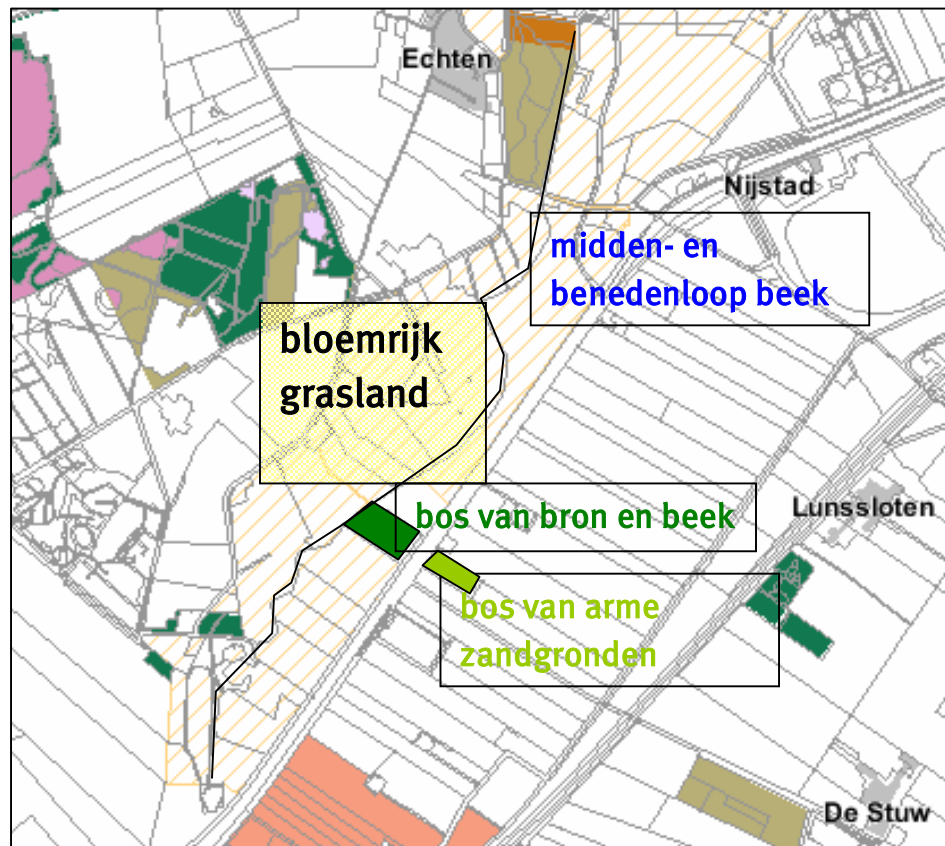 Echten
Nijstad
midden- en
benedenloop beek
bloemrijk
grasland
Lunssloten
bos van bron en beek
bos van arme
zandgronden
De Stuw